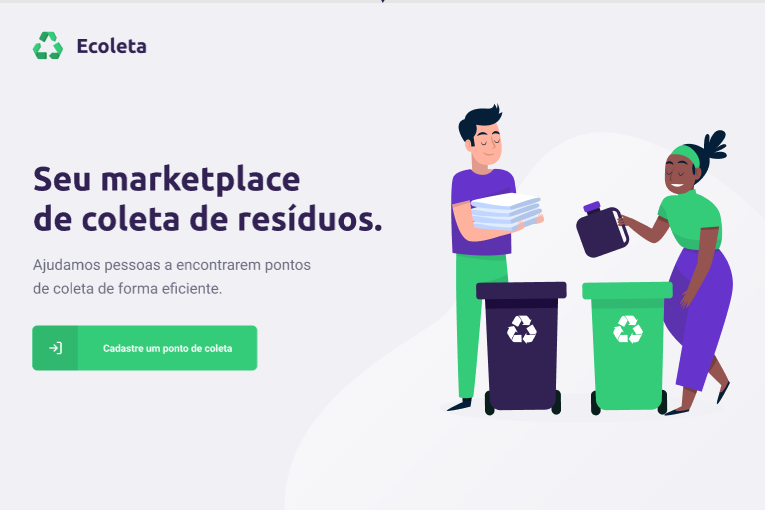 Ecoleta
Seu marketplace
de coleta de resíduos.
Ajudamos pessoas a encontrarem pontos
de coleta de forma eficiente.
Cadastre um ponto de coleta